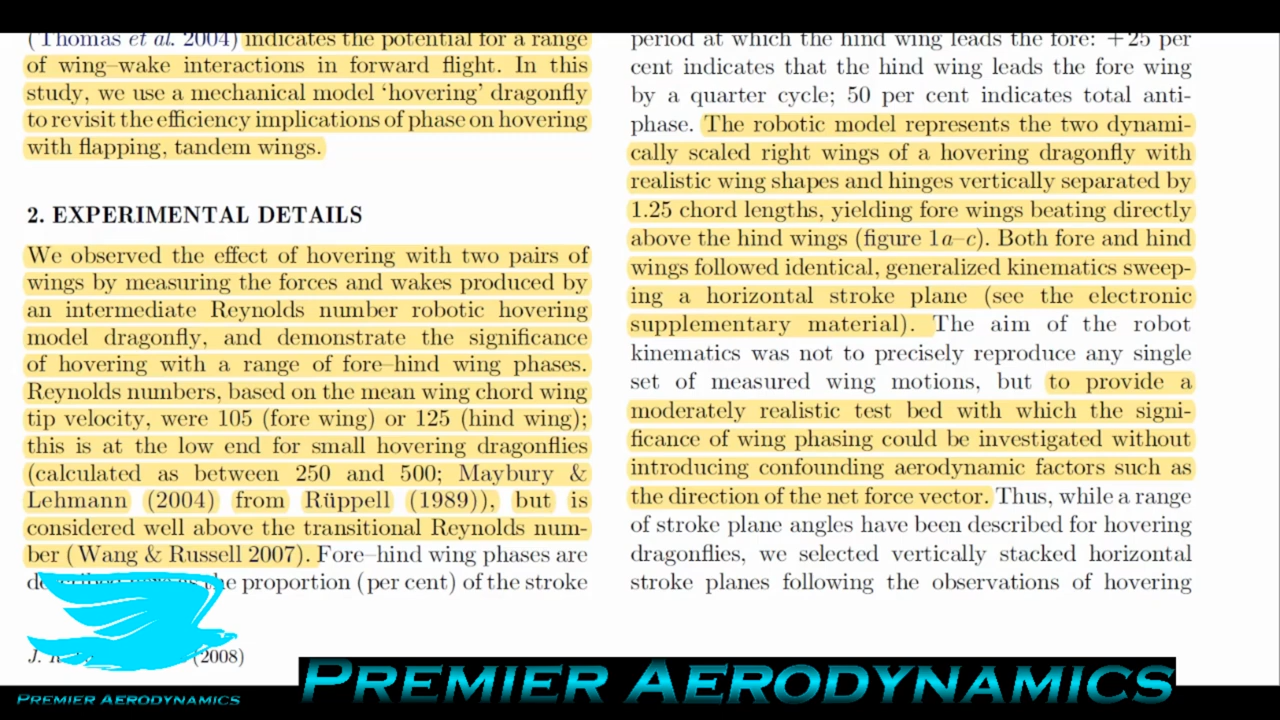 (Thomas et al. 2004) indicates the potential for a range
of wing–wake interactions in forward flight. In this
study, we use a mechanical model ‘hovering’ dragonfly
to revisit the efficiency implications of phase on hovering
with flapping, tandem wings.
2. EXPERIMENTAL DETAILS
We observed the effect of hovering with two pairs of
wings by measuring the forces and wakes produced by
an intermediate Reynolds number robotic hovering
model dragonfly, and demonstrate the significance
of hovering with a range of fore–hind wing phases.
Reynolds numbers, based on the mean wing chord wing
tip velocity, were 105 (fore wing) or 125 (hind wing);
this is at the low end for small hovering dragonflies
(calculated as between 250 and 500; Maybury &
Lehmann (2004) from Rüppell (1989)), but is
considered well above the transitional Reynolds num-
ber (Wang & Russell 2007). Fore–hind wing phases are
the proportion (per cent) of the stroke
J. (2008)
period at which the hind wing leads the fore: +25 per
cent indicates that the hind wing leads the fore wing
by a quarter cycle; 50 per cent indicates total anti-
phase. The robotic model represents the two dynami-
cally scaled right wings of a hovering dragonfly with
realistic wing shapes and hinges vertically separated by
1.25 chord lengths, yielding fore wings beating directly
above the hind wings (figure 1a–c). Both fore and hind
wings followed identical, generalized kinematics sweep-
ing a horizontal stroke plane (see the electronic
supplementary material). The aim of the robot
kinematics was not to precisely reproduce any single
set of measured wing motions, but to provide a
moderately realistic test bed with which the signi-
ficance of wing phasing could be investigated without
introducing confounding aerodynamic factors such as
the direction of the net force vector. Thus, while a range
of stroke plane angles have been described for hovering
dragonflies, we selected vertically stacked horizontal
stroke planes following the observations of hovering
PREMIER AERODYNAMICS
PREMIER AERODYNAMICS